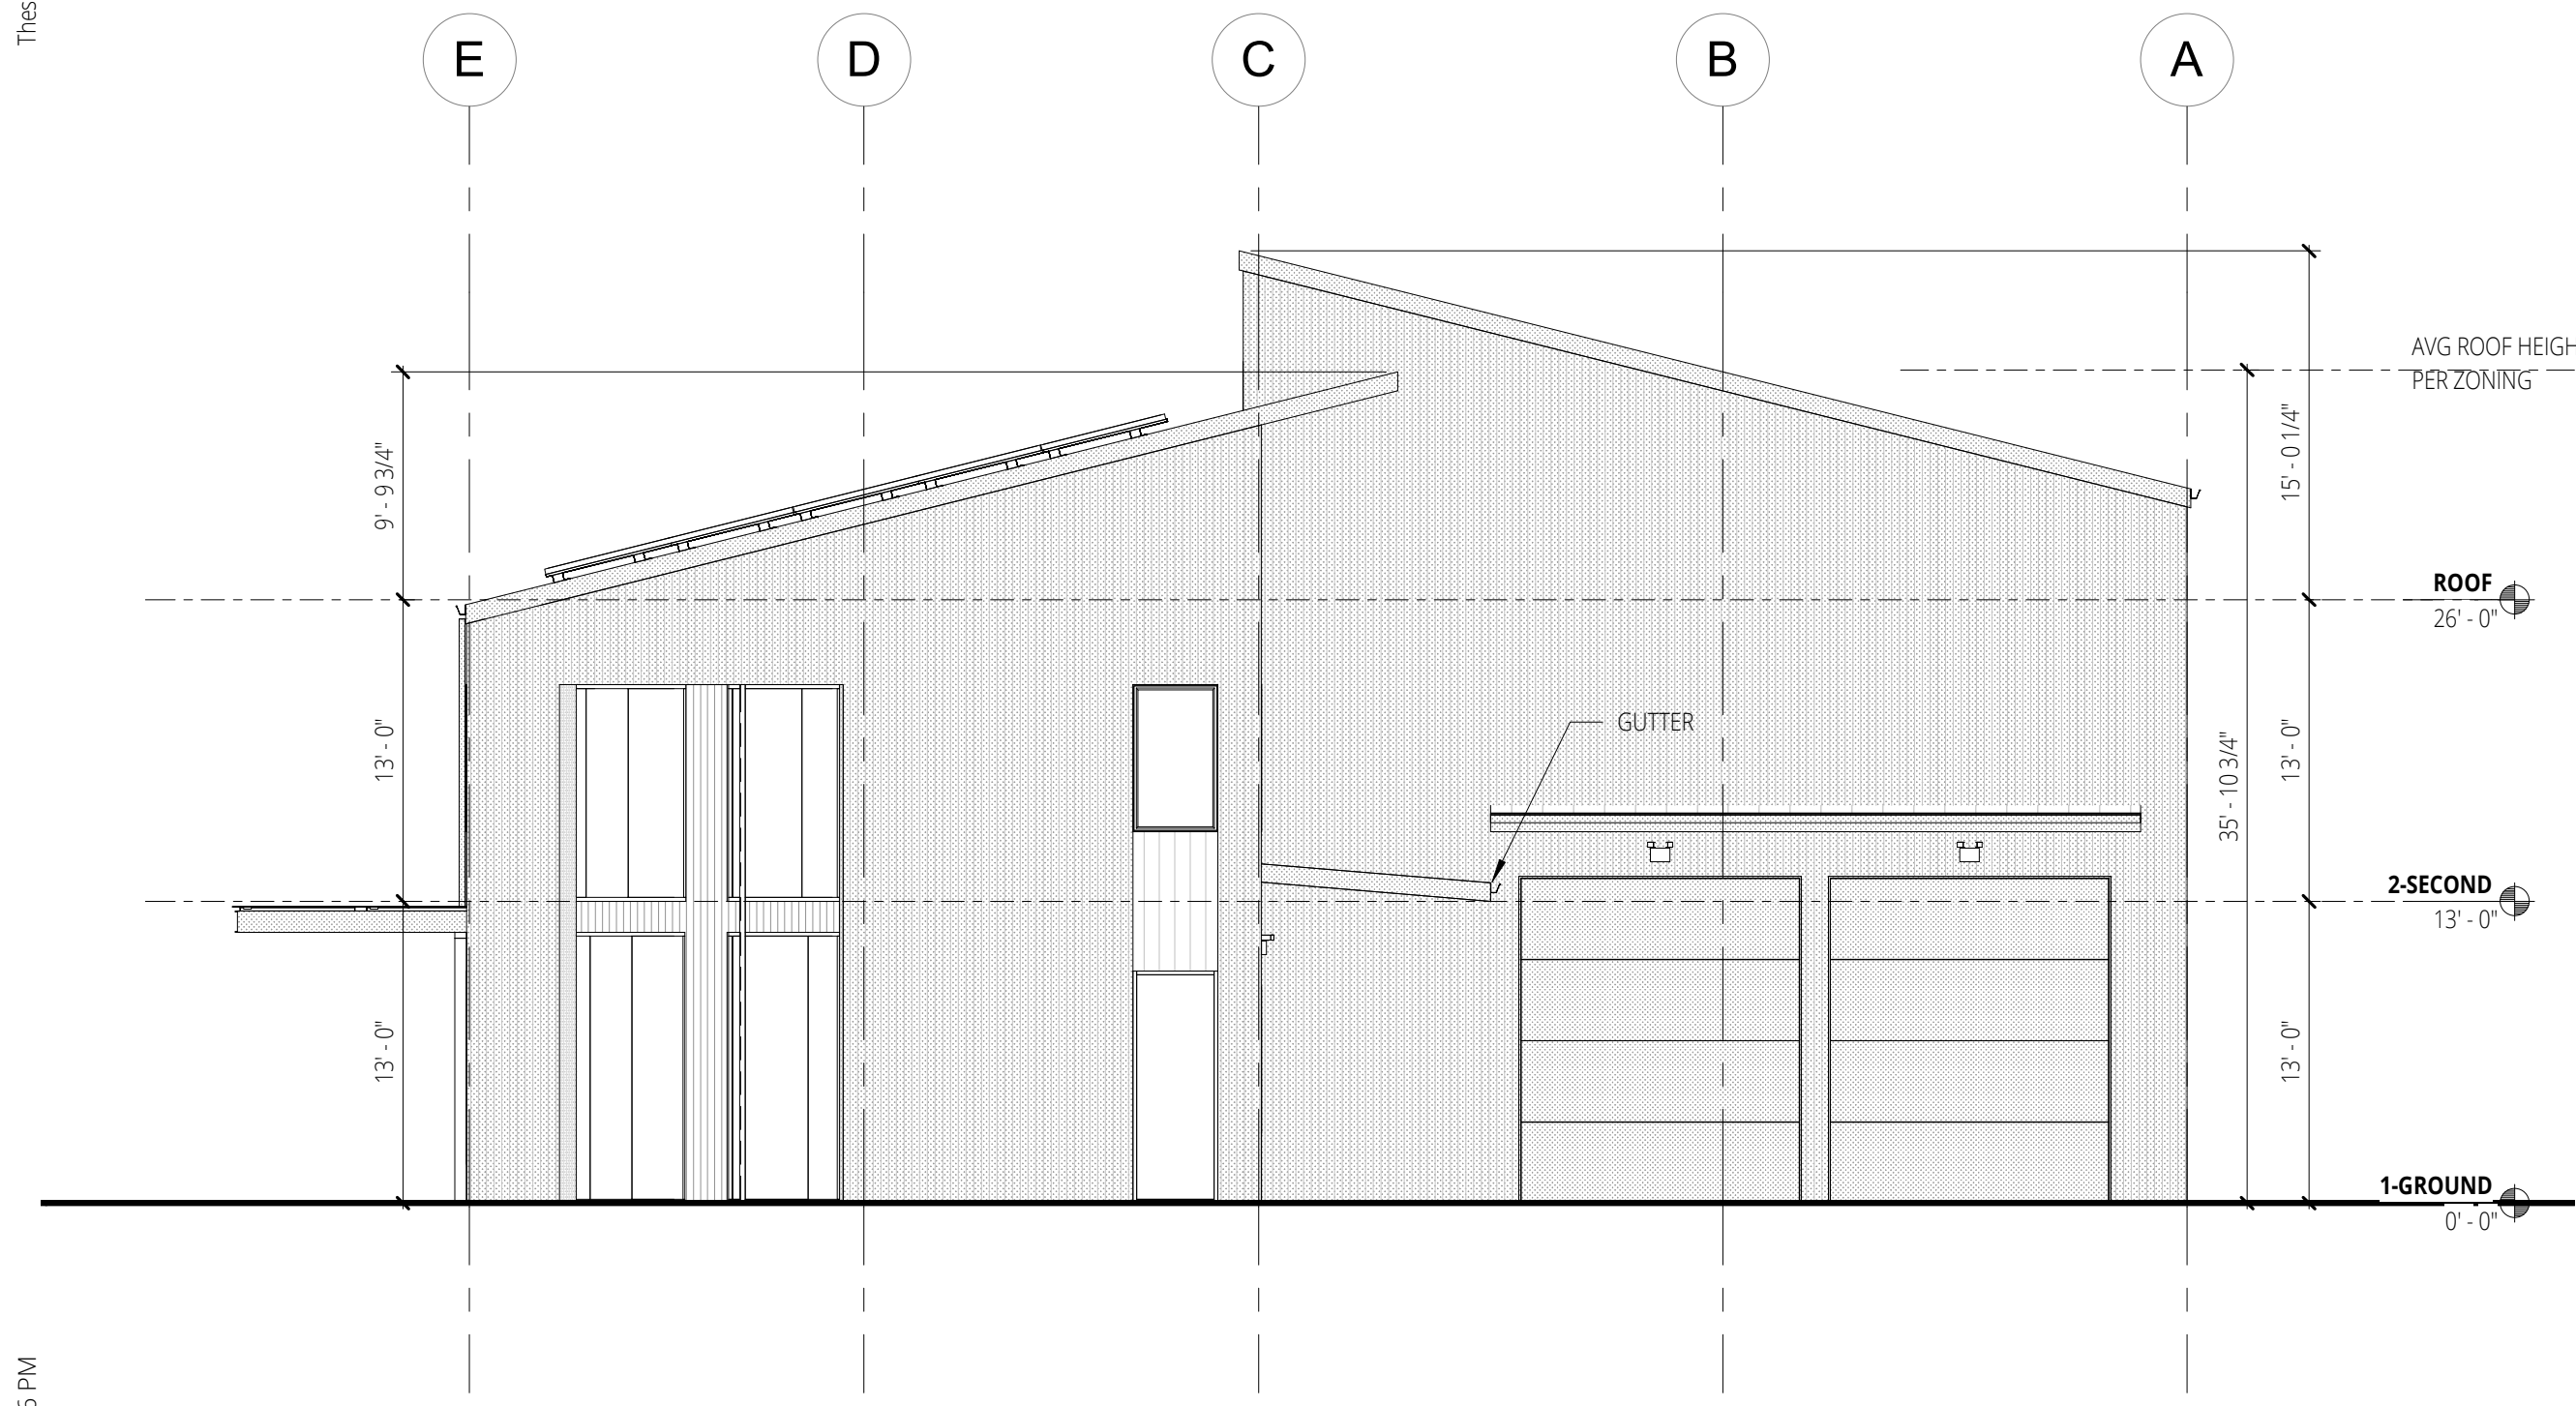 Thes
E
D
C
B
A
AVG ROOF HEIGH
PER ZONING
9' - 9 3/4"
15' - 0 1/4"
ROOF
26' - 0"
GUTTER
13' - 0"
13' - 0"
35' - 10 3/4"
2-SECOND
13' - 0"
13' - 0"
13' - 0"
1-GROUND
0' - 0"
6 PM